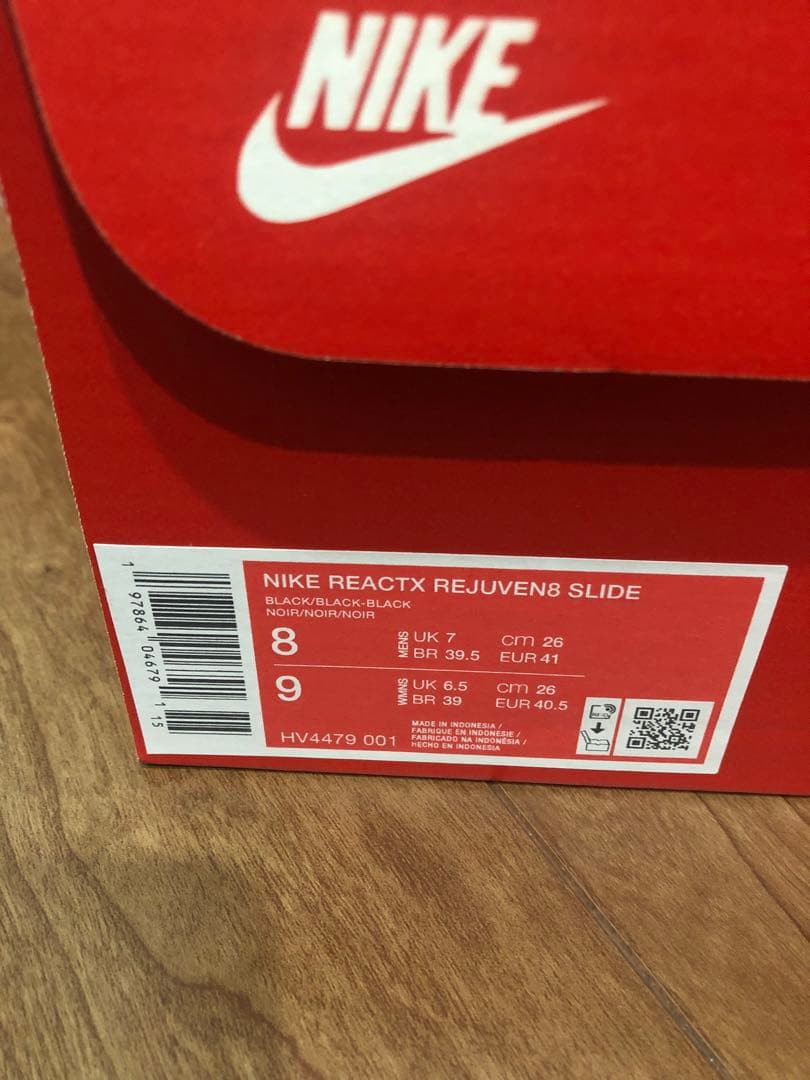 NIKE
NIKE REACTX REJUVEN8 SLIDE
BLACK/BLACK-BLACK
NOIR/NOIR/NOIR
8 MENS UK 7 cm 26
BR 39.5 EUR 41
9 WMNS UK 6.5 cm 26
BR 39 EUR 40.5
HV4479 001
MADE IN INDONESIA /
FABRIQUE EN INDONESIE /
FABRICADO NA INDONÉSIA /
HECHO EN INDONESIA
1 97864 04679 1 15